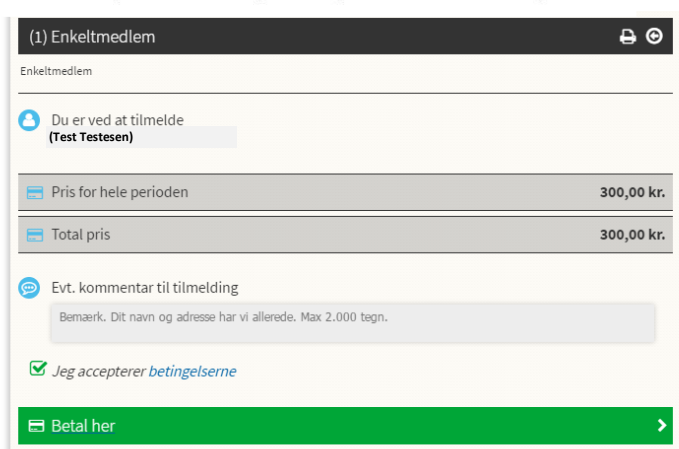 (1) Enkeltmedlem
Enkeltmedlem
Du er ved at tilmelde
(Test Testesen)
Pris for hele perioden 300,00 kr.
Total pris 300,00 kr.
Evt. kommentar til tilmelding
Bemærk. Dit navn og adresse har vi allerede. Max 2.000 tegn.
Jeg accepterer betingelserne
Betal her